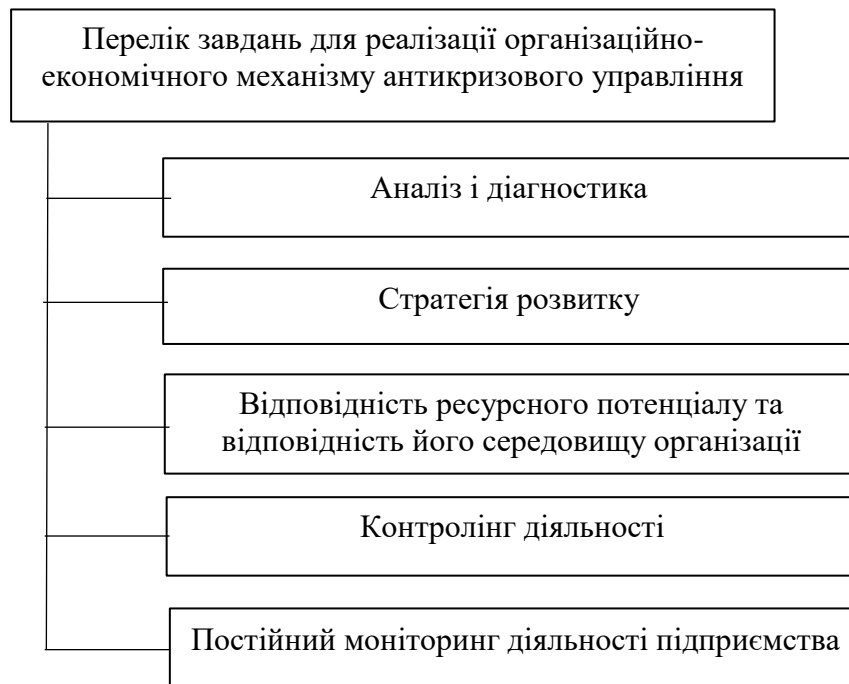 Перелік завдань для реалізації організаційно-
економічного механізму антикризового управління
Аналіз і діагностика
Стратегія розвитку
Відповідність ресурсного потенціалу та
відповідність його середовищу організації
Контролінг діяльності
Постійний моніторинг діяльності підприємства